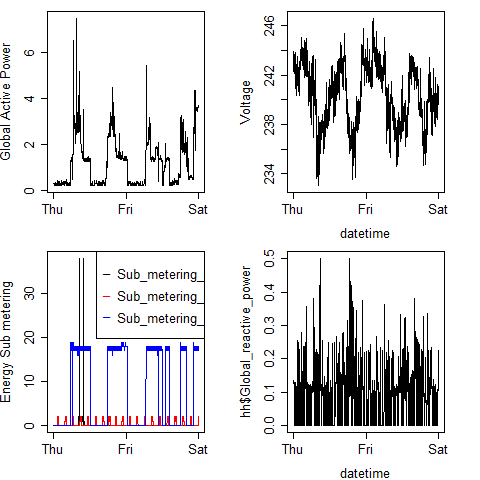 Global Active Power
0 2 4 6
Thu Fri Sat
Voltage
234 238 242 246
Thu Fri Sat
datetime
Energy Sub metering
0 10 20 30
Sub_metering_
Sub_metering_
Sub_metering_
Thu Fri Sat
hh$Global_reactive_power
0.0 0.1 0.2 0.3 0.4 0.5
Thu Fri Sat
datetime